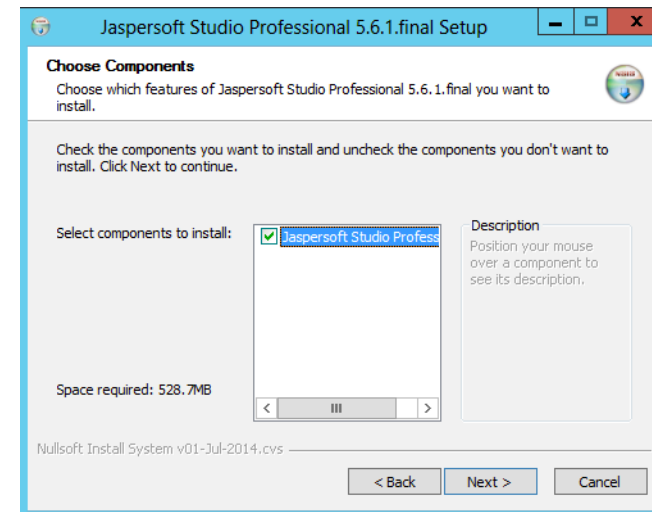 Jaspersoft Studio Professional 5.6.1.final Setup
Choose Components
Choose which features of Jaspersoft Studio Professional 5.6.1.final you want to
install.
Check the components you want to install and uncheck the components you don't want to
install. Click Next to continue.
Select components to install:
Jaspersoft Studio Profess
Description
Position your mouse
over a component to
see its description.
Space required: 528.7MB
Nullsoft Install System v01-Jul-2014.cvs
< Back
Next >
Cancel